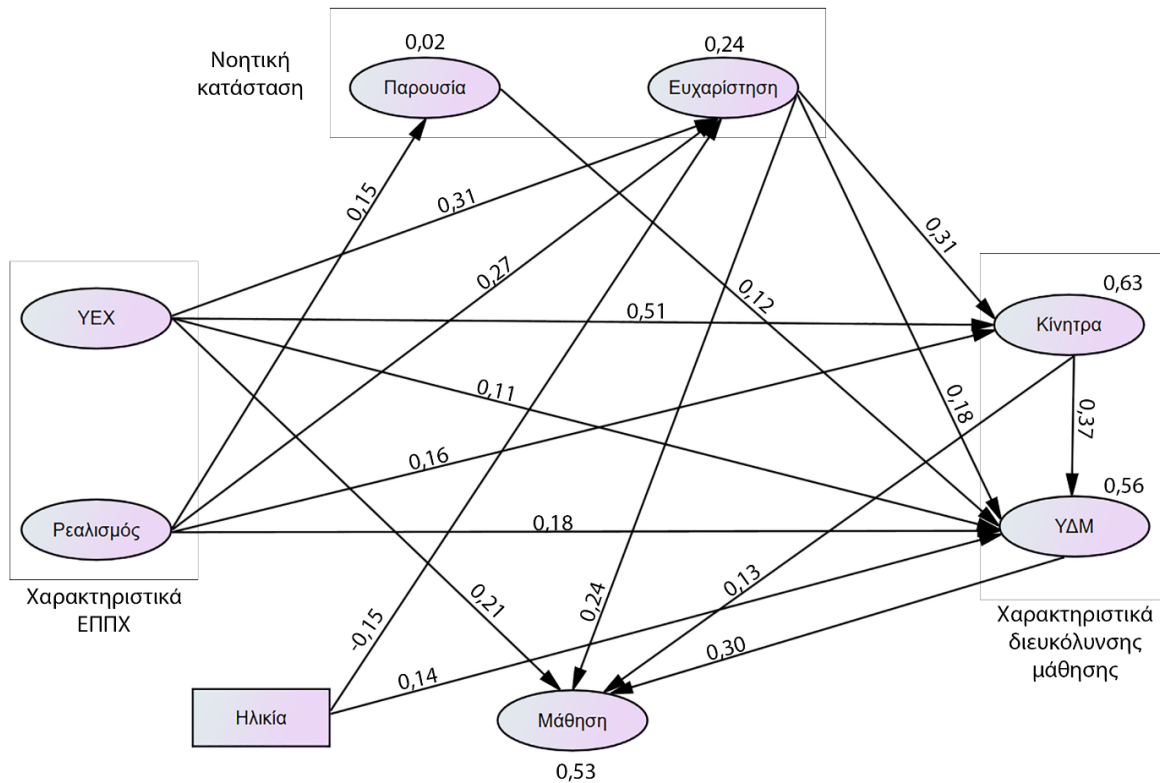 0,02
0,24
Νοητική
κατάσταση
Παρουσία
Ευχαρίστηση
0,15
0,31
0,27
0,31
0,12
0,63
ΥΕΧ
0,51
Κίνητρα
0,11
0,18
0,37
0,16
0,56
Ρεαλισμός
0,18
ΥΔΜ
Χαρακτηριστικά
ΕΠΠΧ
0,21
-0,15
0,24
0,13
Χαρακτηριστικά
διευκόλυνσης
μάθησης
0,14
0,30
Ηλικία
Μάθηση
0,53